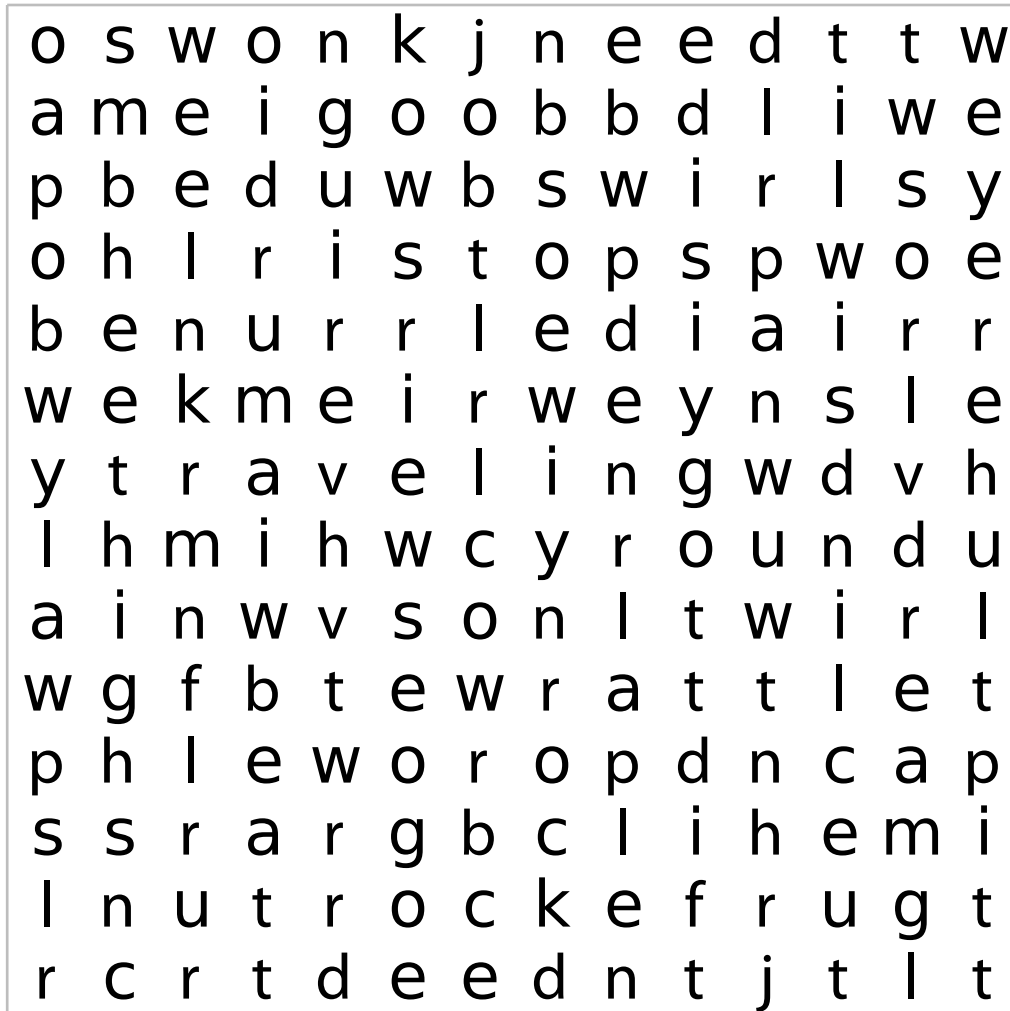 o s w o n k j n e e d t t w
a m e i g o o b b d l i w e
p b e d u w b s w i r l s y
o h l r i s t o p s p w o e
b e n u r r l e d i a i r r
w e k m e i r w e y n s l e
y t r a v e l i n g w d v h
l h m i h w c y r o u n d u
a i n w v s o n l t w i r l
w g f b t e w r a t t l e t
p h l e w o r o p d n c a p
s s r a r g b c l i h e m i
l n u t r o c k e f r u g t
r c r t d e e d n t j t l t